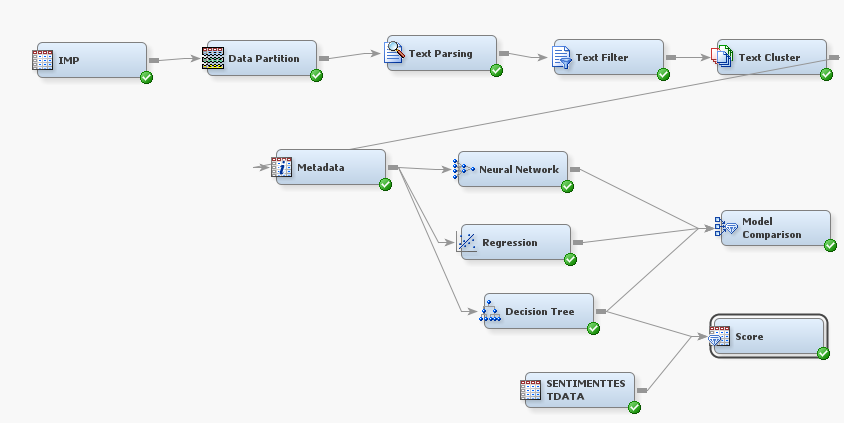 IMP
Data Partition
Text Parsing
Text Filter
Text Cluster
Metadata
Neural Network
Regression
Decision Tree
Model
Comparison
Score
SENTIMENTTES
TDATA